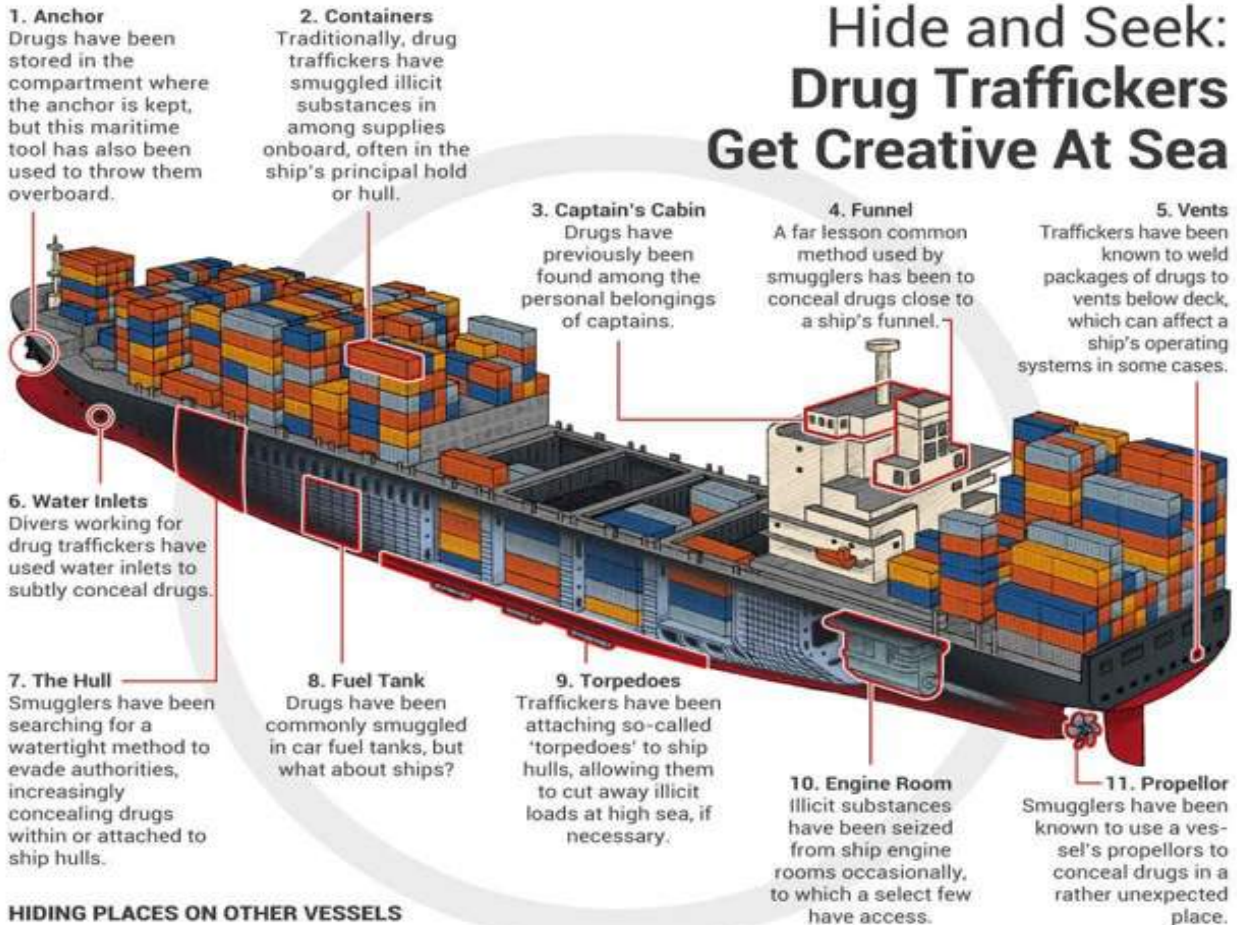 Hide and Seek:
Drug Traffickers
Get Creative At Sea
1. Anchor
Drugs have been
stored in the
compartment where
the anchor is kept,
but this maritime
tool has also been
used to throw them
overboard.
2. Containers
Traditionally, drug
traffickers have
smuggled illicit
substances in
among supplies
onboard, often in the
ship's principal hold
or hull.
3. Captain's Cabin
Drugs have
previously been
found among the
personal belongings
of captains.
4. Funnel
A far lesson common
method used by
smugglers has been to
conceal drugs close to
a ship's funnel.
5. Vents
Traffickers have been
known to weld
packages of drugs to
vents below deck,
which can affect a
ship's operating
systems in some cases.
6. Water Inlets
Divers working for
drug traffickers have
used water inlets to
subtly conceal drugs.
7. The Hull
Smugglers have been
searching for a
watertight method to
evade authorities,
increasingly
concealing drugs
within or attached to
ship hulls.
8. Fuel Tank
Drugs have been
commonly smuggled
in car fuel tanks, but
what about ships?
9. Torpedoes
Traffickers have been
attaching so-called
'torpedoes' to ship
hulls, allowing them
to cut away illicit
loads at high sea, if
necessary.
10. Engine Room
Illicit substances
have been seized
from ship engine
rooms occasionally,
to which a select few
have access.
11. Propellor
Smugglers have been
known to use a ves-
sel's propellors to
conceal drugs in a
rather unexpected
place.
HIDING PLACES ON OTHER VESSELS